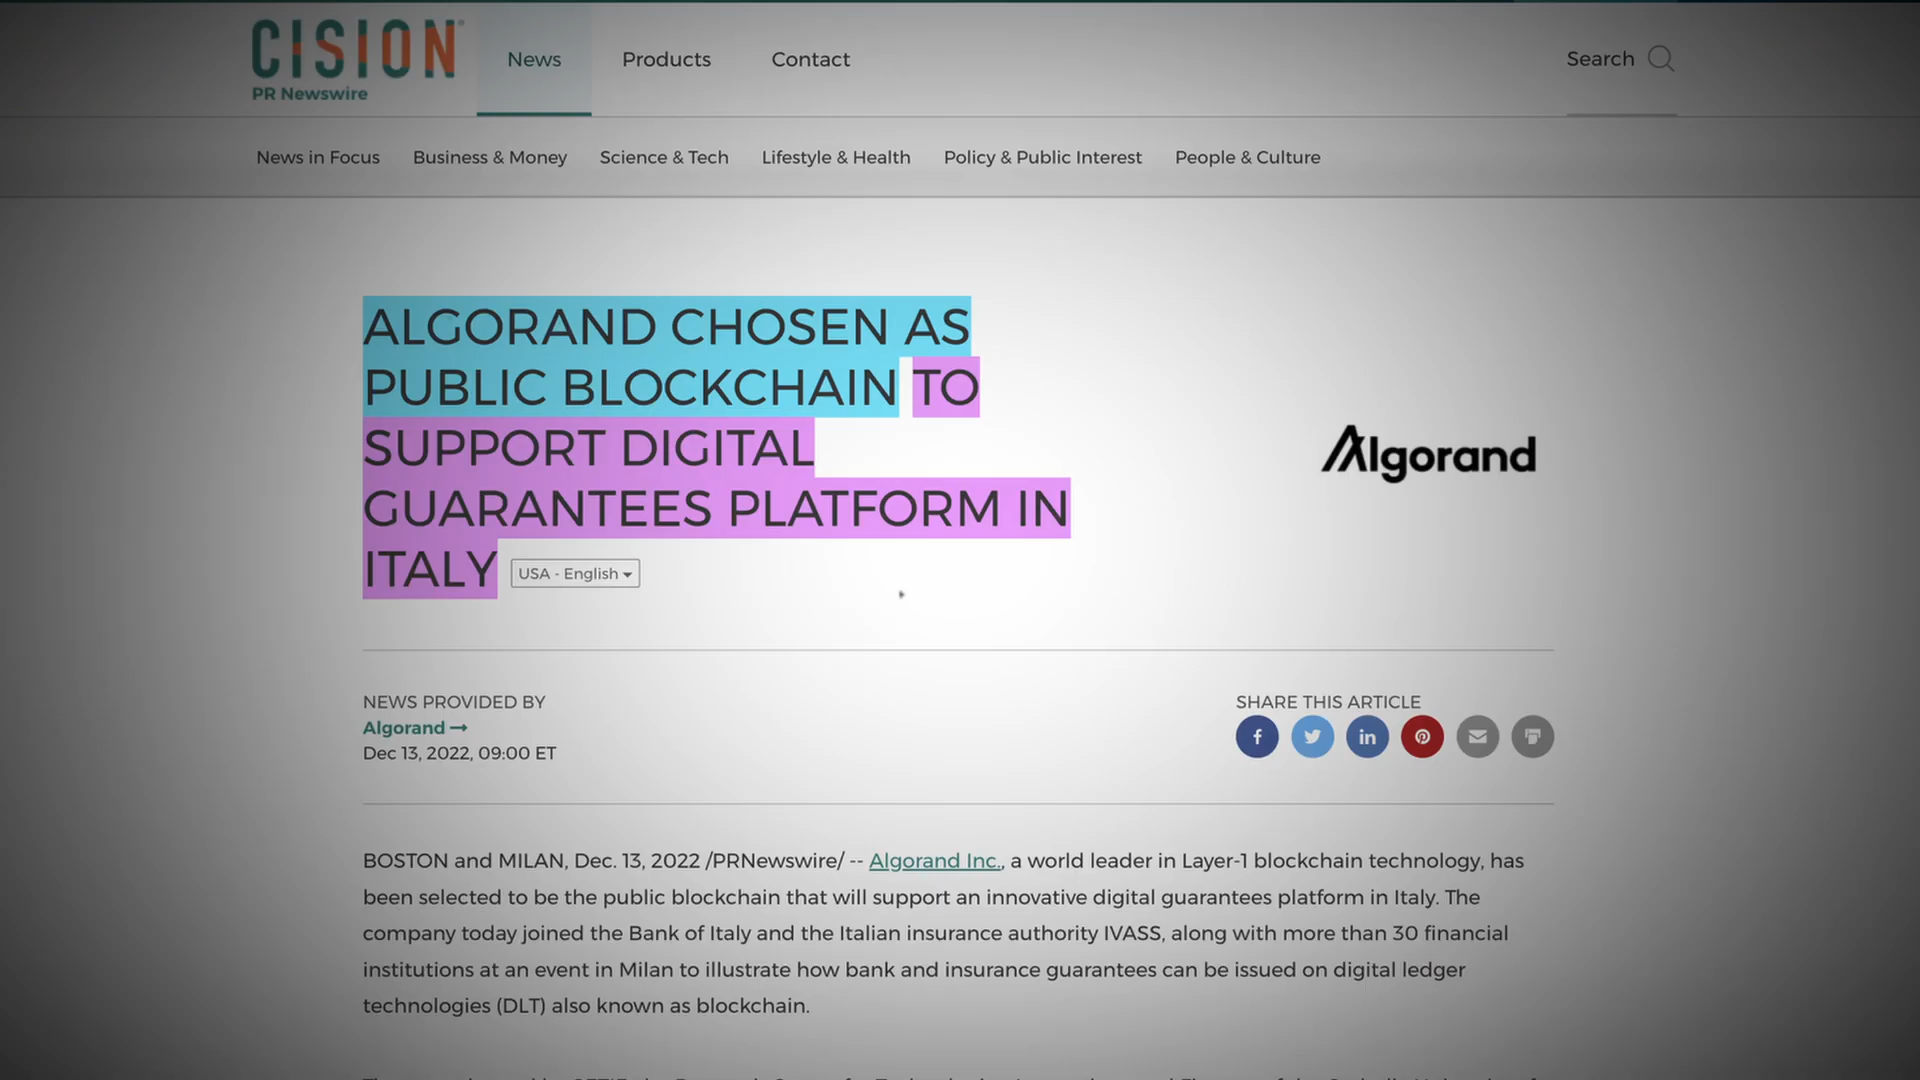 CISION
PR Newswire
News
Products
Contact
Search
News in Focus
Business & Money
Science & Tech
Lifestyle & Health
Policy & Public Interest
People & Culture
ALGORAND CHOSEN AS
PUBLIC BLOCKCHAIN TO
SUPPORT DIGITAL
GUARANTEES PLATFORM IN
ITALY
USA - English
Algorand
NEWS PROVIDED BY
Algorand
Dec 13, 2022, 09:00 ET
SHARE THIS ARTICLE
BOSTON and MILAN, Dec. 13, 2022 /PRNewswire/ -- Algorand Inc., a world leader in Layer-1 blockchain technology, has
been selected to be the public blockchain that will support an innovative digital guarantees platform in Italy. The
company today joined the Bank of Italy and the Italian insurance authority IVASS, along with more than 30 financial
institutions at an event in Milan to illustrate how bank and insurance guarantees can be issued on digital ledger
technologies (DLT) also known as blockchain.